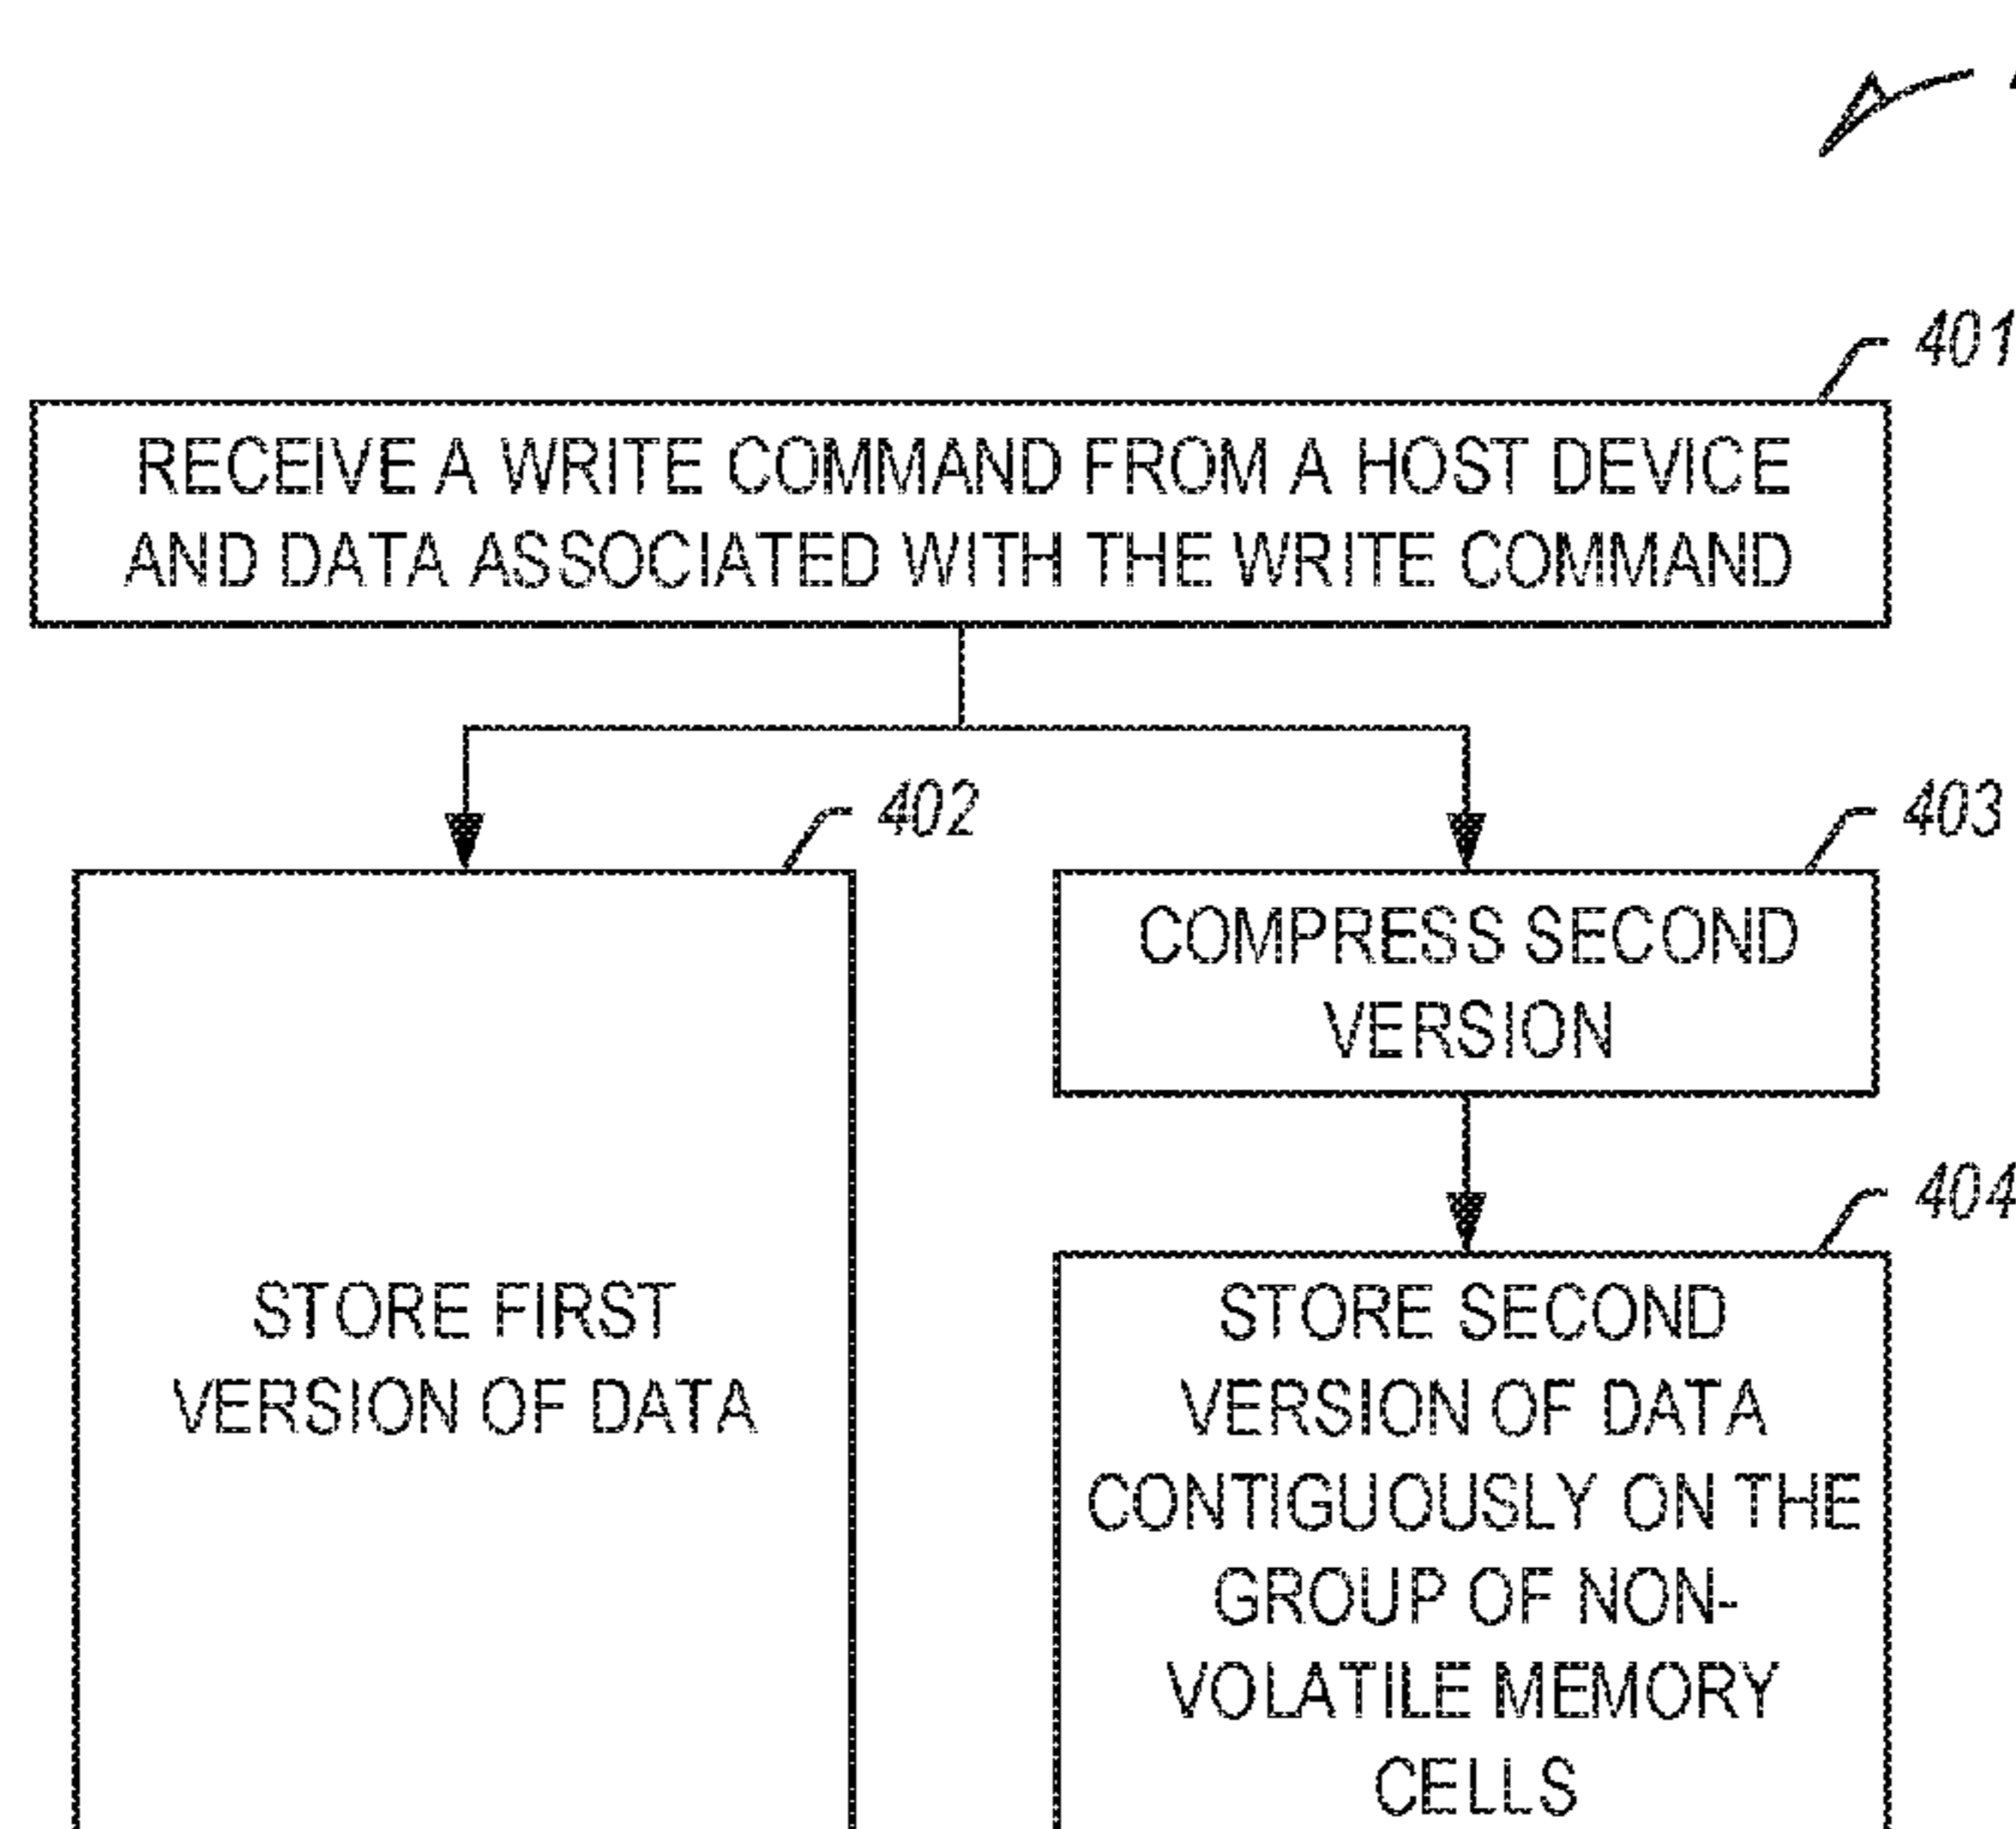 401
RECEIVE A WRITE COMMAND FROM A HOST DEVICE
AND DATA ASSOCIATED WITH THE WRITE COMMAND
402
403
COMPRESS SECOND
VERSION
404
STORE FIRST
VERSION OF DATA
STORE SECOND
VERSION OF DATA
CONTIGUOUSLY ON THE
GROUP OF NON-
VOLATILE MEMORY
CELLS